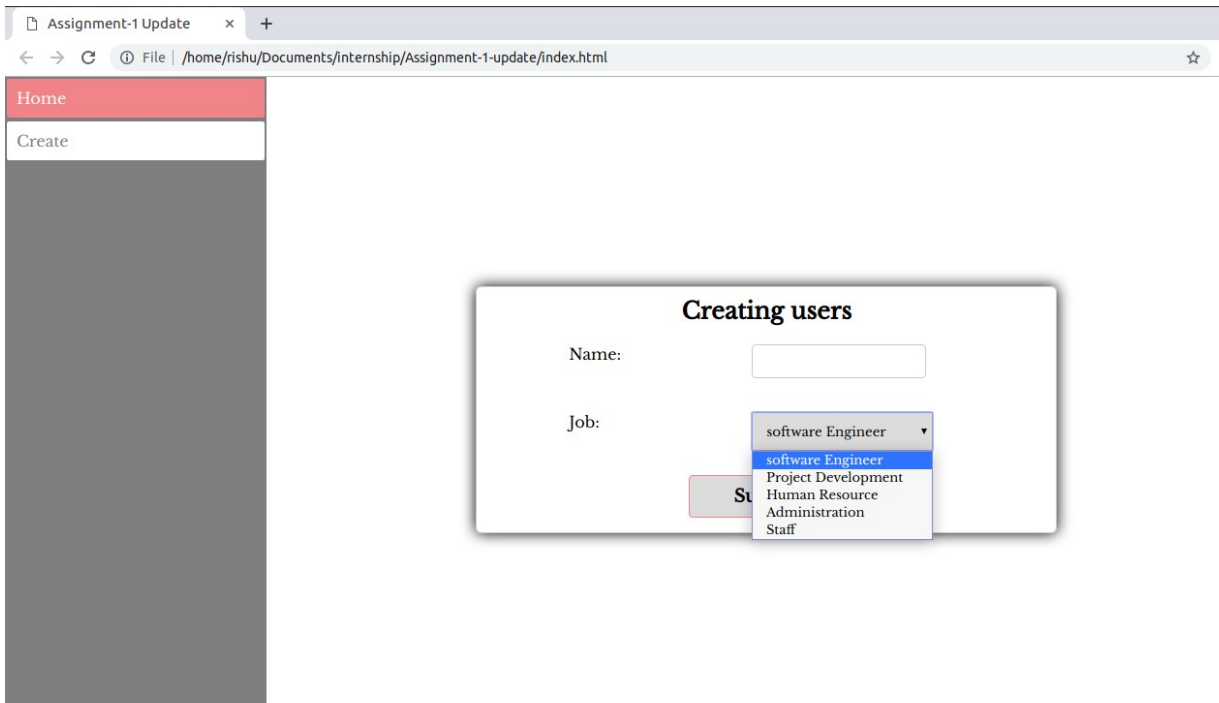 Assignment-1 Update × +
File | /home/rishu/Documents/internship/Assignment-1-update/index.html
Home
Create
Creating users
Name:
Job:
software Engineer
software Engineer
Project Development
Human Resource
Administration
Staff